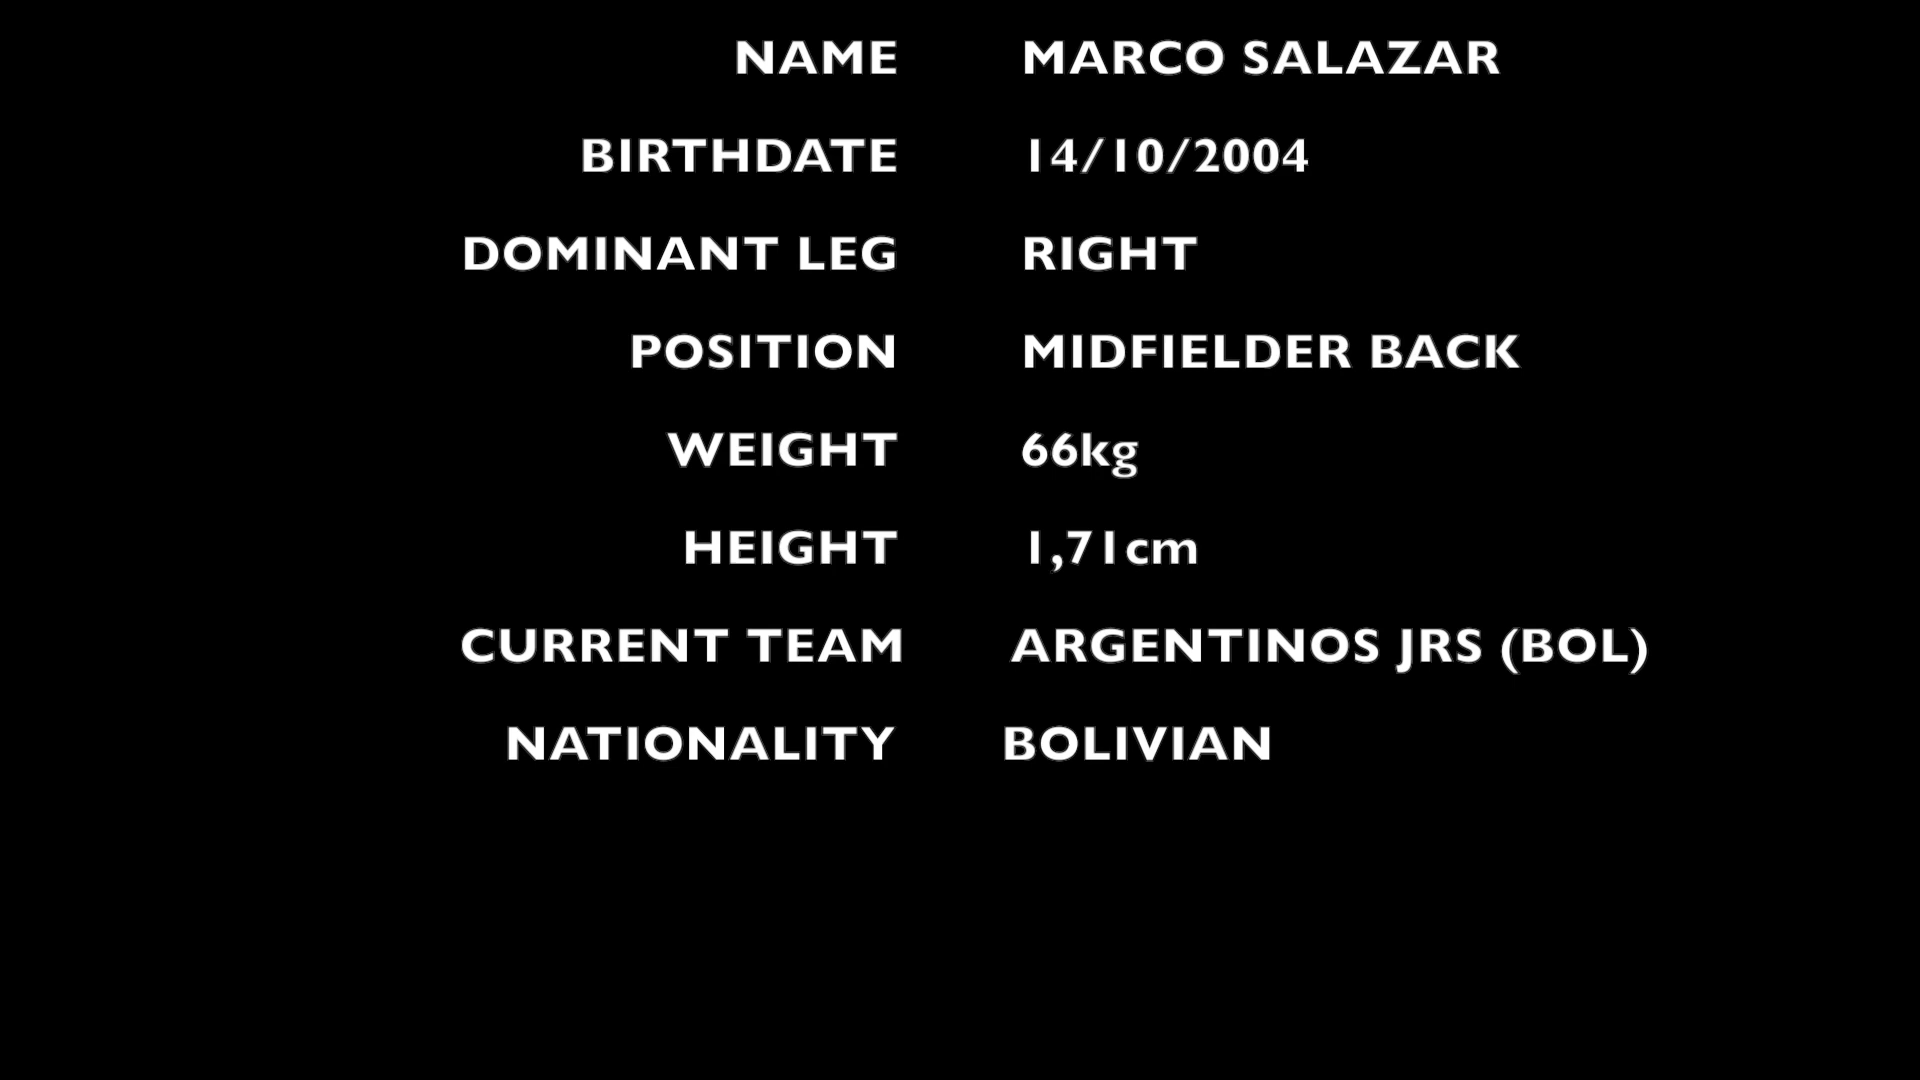 NAME MARCO SALAZAR
BIRTHDATE 14/10/2004
DOMINANT LEG RIGHT
POSITION MIDFIELDER BACK
WEIGHT 66kg
HEIGHT 1,71cm
CURRENT TEAM ARGENTINOS JRS (BOL)
NATIONALITY BOLIVIAN